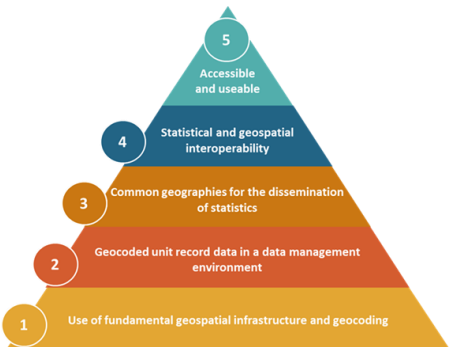 5
Accessible
and useable
4
Statistical and geospatial
interoperability
3
Common geographies for the dissemination
of statistics
2
Geocoded unit record data in a data management
environment
1
Use of fundamental geospatial infrastructure and geocoding